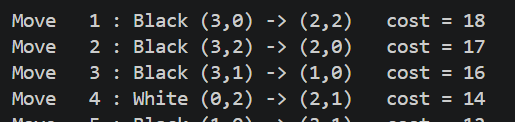 Move   1 : Black (3,0) -> (2,2)   cost = 18
Move   2 : Black (3,2) -> (2,0)   cost = 17
Move   3 : Black (3,1) -> (1,0)   cost = 16
Move   4 : White (0,2) -> (2,1)   cost = 14